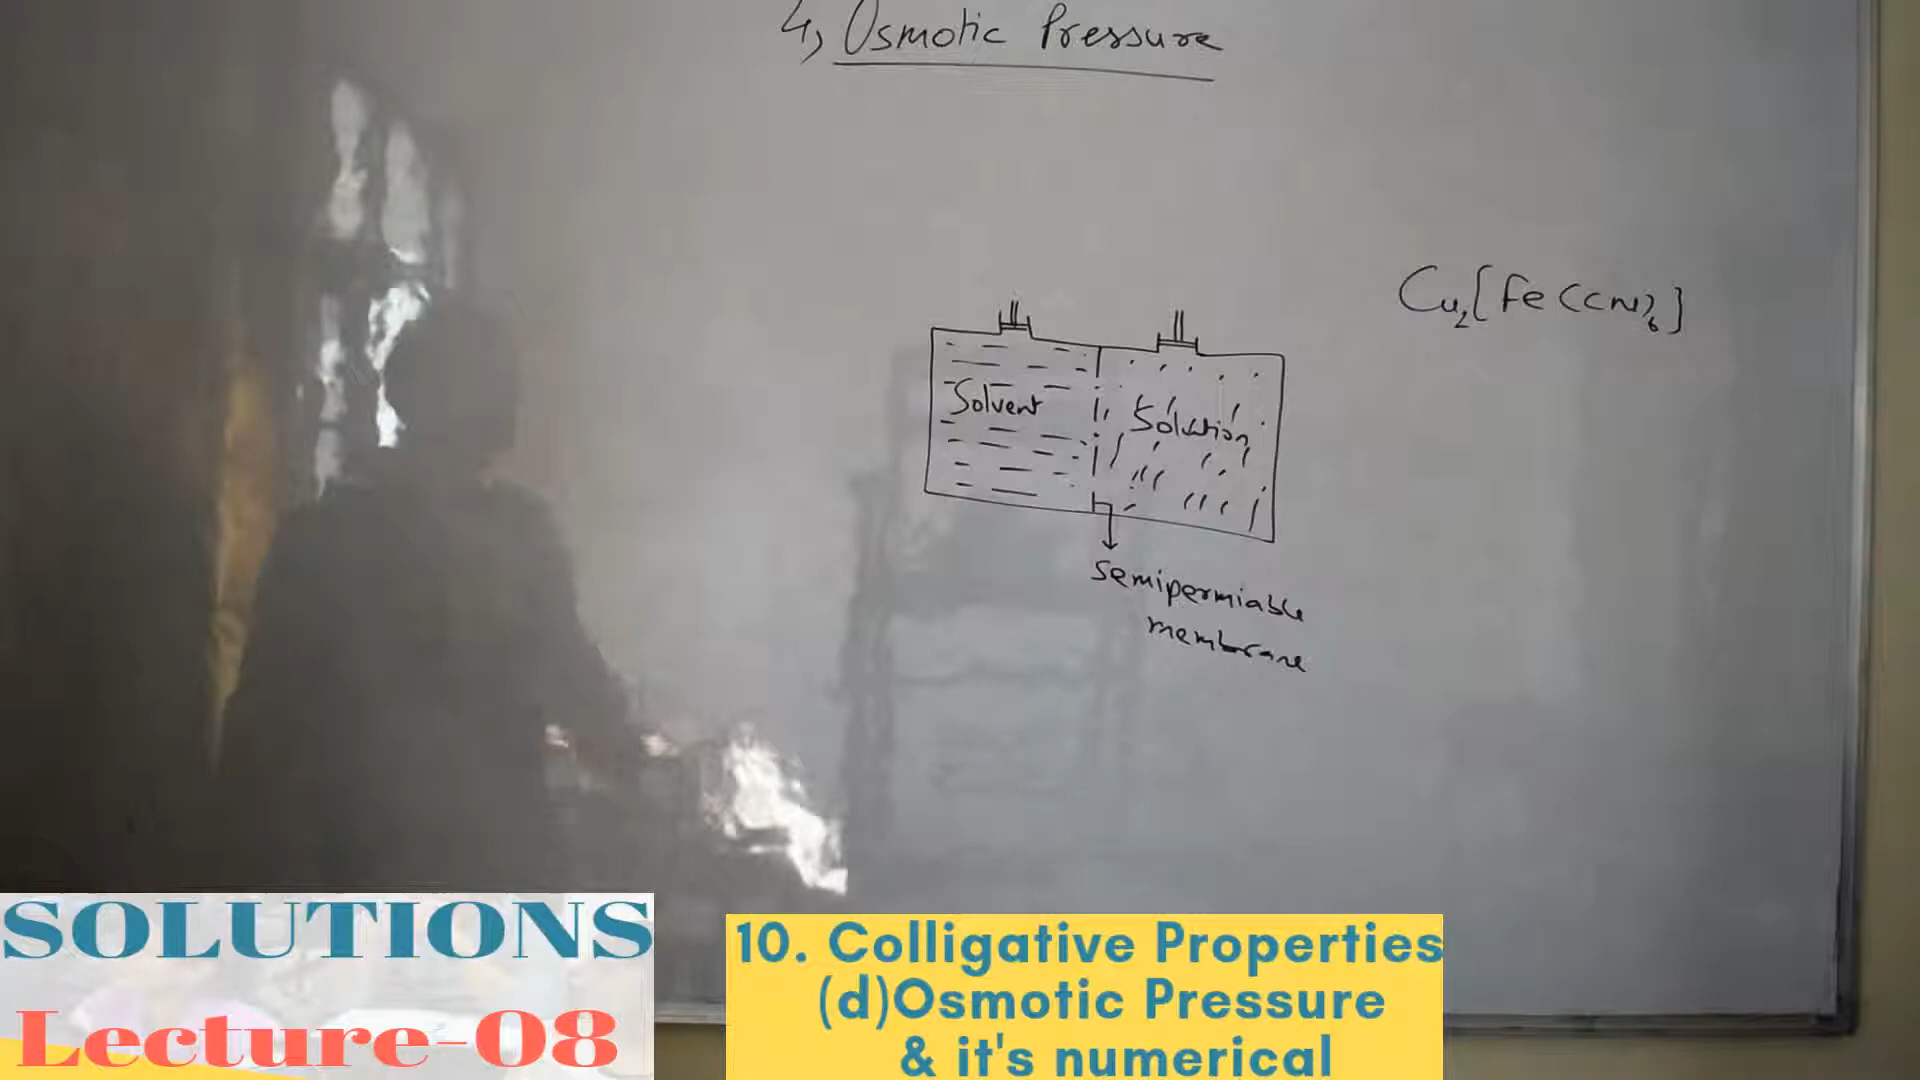 4, Osmotic Pressure
Cu₂[Fe(CN)₆]
Solvent
Solution
Semipermiable
membrane
SOLUTIONS
Lecture-08
10. Colligative Properties
(d)Osmotic Pressure
& it's numerical